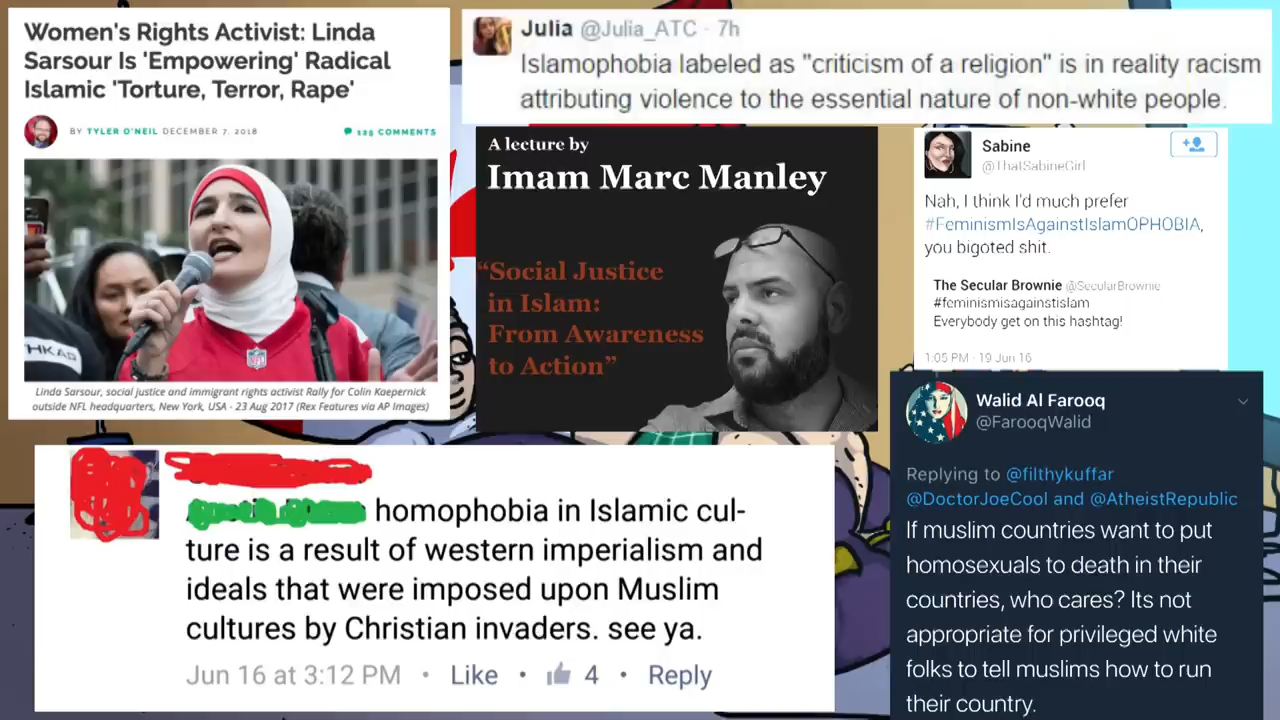 Women's Rights Activist: Linda
Sarsour Is 'Empowering' Radical
Islamic 'Torture, Terror, Rape'
BY TYLER O'NEIL DECEMBER 7, 2018
125 COMMENTS
THKAD
Linda Sarsour, social justice and immigrant rights activist Rally for Colin Kaepernick
outside NFL headquarters, New York, USA - 23 Aug 2017 (Rex Features via AP Images)
Julia @Julia_ATC · 7h
Islamophobia labeled as "criticism of a religion" is in reality racism
attributing violence to the essential nature of non-white people.
A lecture by
Imam Marc Manley
“Social Justice
in Islam:
From Awareness
to Action”
Sabine
@ThatSabineGirl
Nah, I think I'd much prefer
#FeminismIsAgainstIslamOPHOBIA,
you bigoted shit.
The Secular Brownie @SecularBrownie
#feminismisagainstislam
Everybody get on this hashtag!
1:05 PM · 19 Jun 16
homophobia in Islamic cul-
ture is a result of western imperialism and
ideals that were imposed upon Muslim
cultures by Christian invaders. see ya.
Jun 16 at 3:12 PM • Like • 4 • Reply
Walid Al Farooq
@FarooqWalid
Replying to @filthykuffar
@DoctorJoeCool and @AtheistRepublic
If muslim countries want to put
homosexuals to death in their
countries, who cares? Its not
appropriate for privileged white
folks to tell muslims how to run
their country.